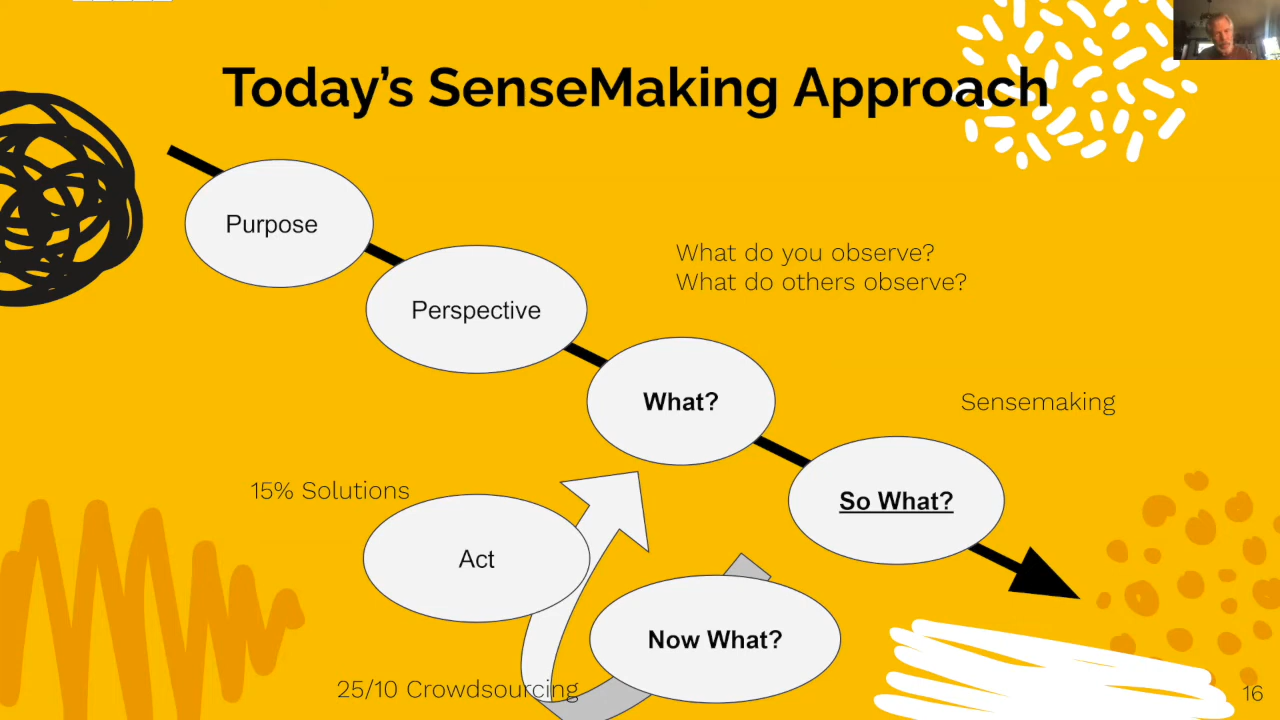 Today's SenseMaking Approach
Purpose
Perspective
What do you observe?
What do others observe?
What?
Sensemaking
So What?
15% Solutions
Act
Now What?
25/10 Crowdsourcing
16